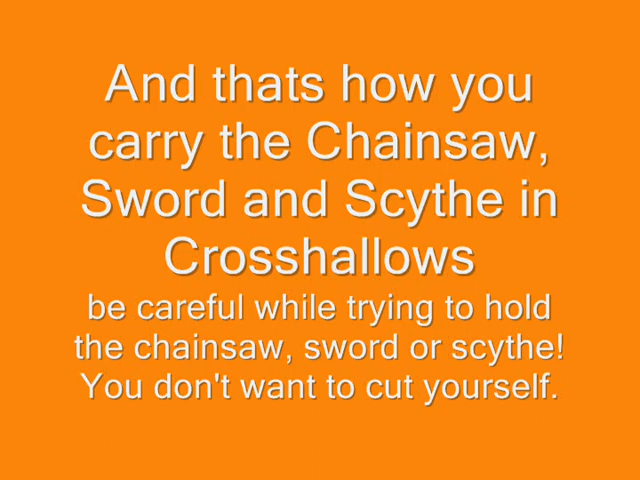 And thats how you
carry the Chainsaw,
Sword and Scythe in
Crosshallows
be careful while trying to hold
the chainsaw, sword or scythe!
You don't want to cut yourself.